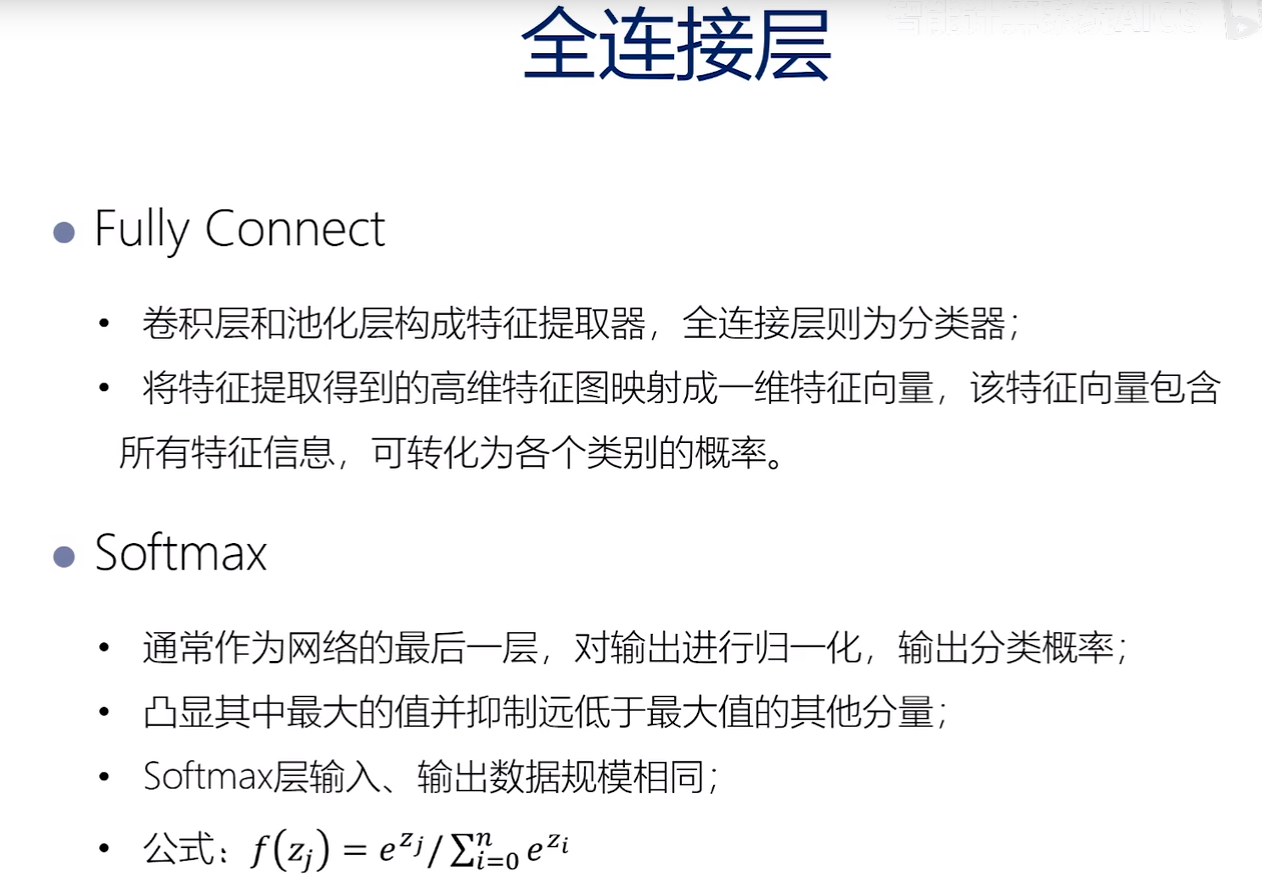 全连接层
● Fully Connect
• 卷积层和池化层构成特征提取器，全连接层则为分类器；
• 将特征提取得到的高维特征图映射成一维特征向量，该特征向量包含
所有特征信息，可转化为各个类别的概率。
● Softmax
• 通常作为网络的最后一层，对输出进行归一化，输出分类概率；
• 凸显其中最大的值并抑制远低于最大值的其他分量；
• Softmax层输入、输出数据规模相同；
• 公式：f(z_j) = e^{z_j}/∑_{i=0}^{n} e^{z_i}